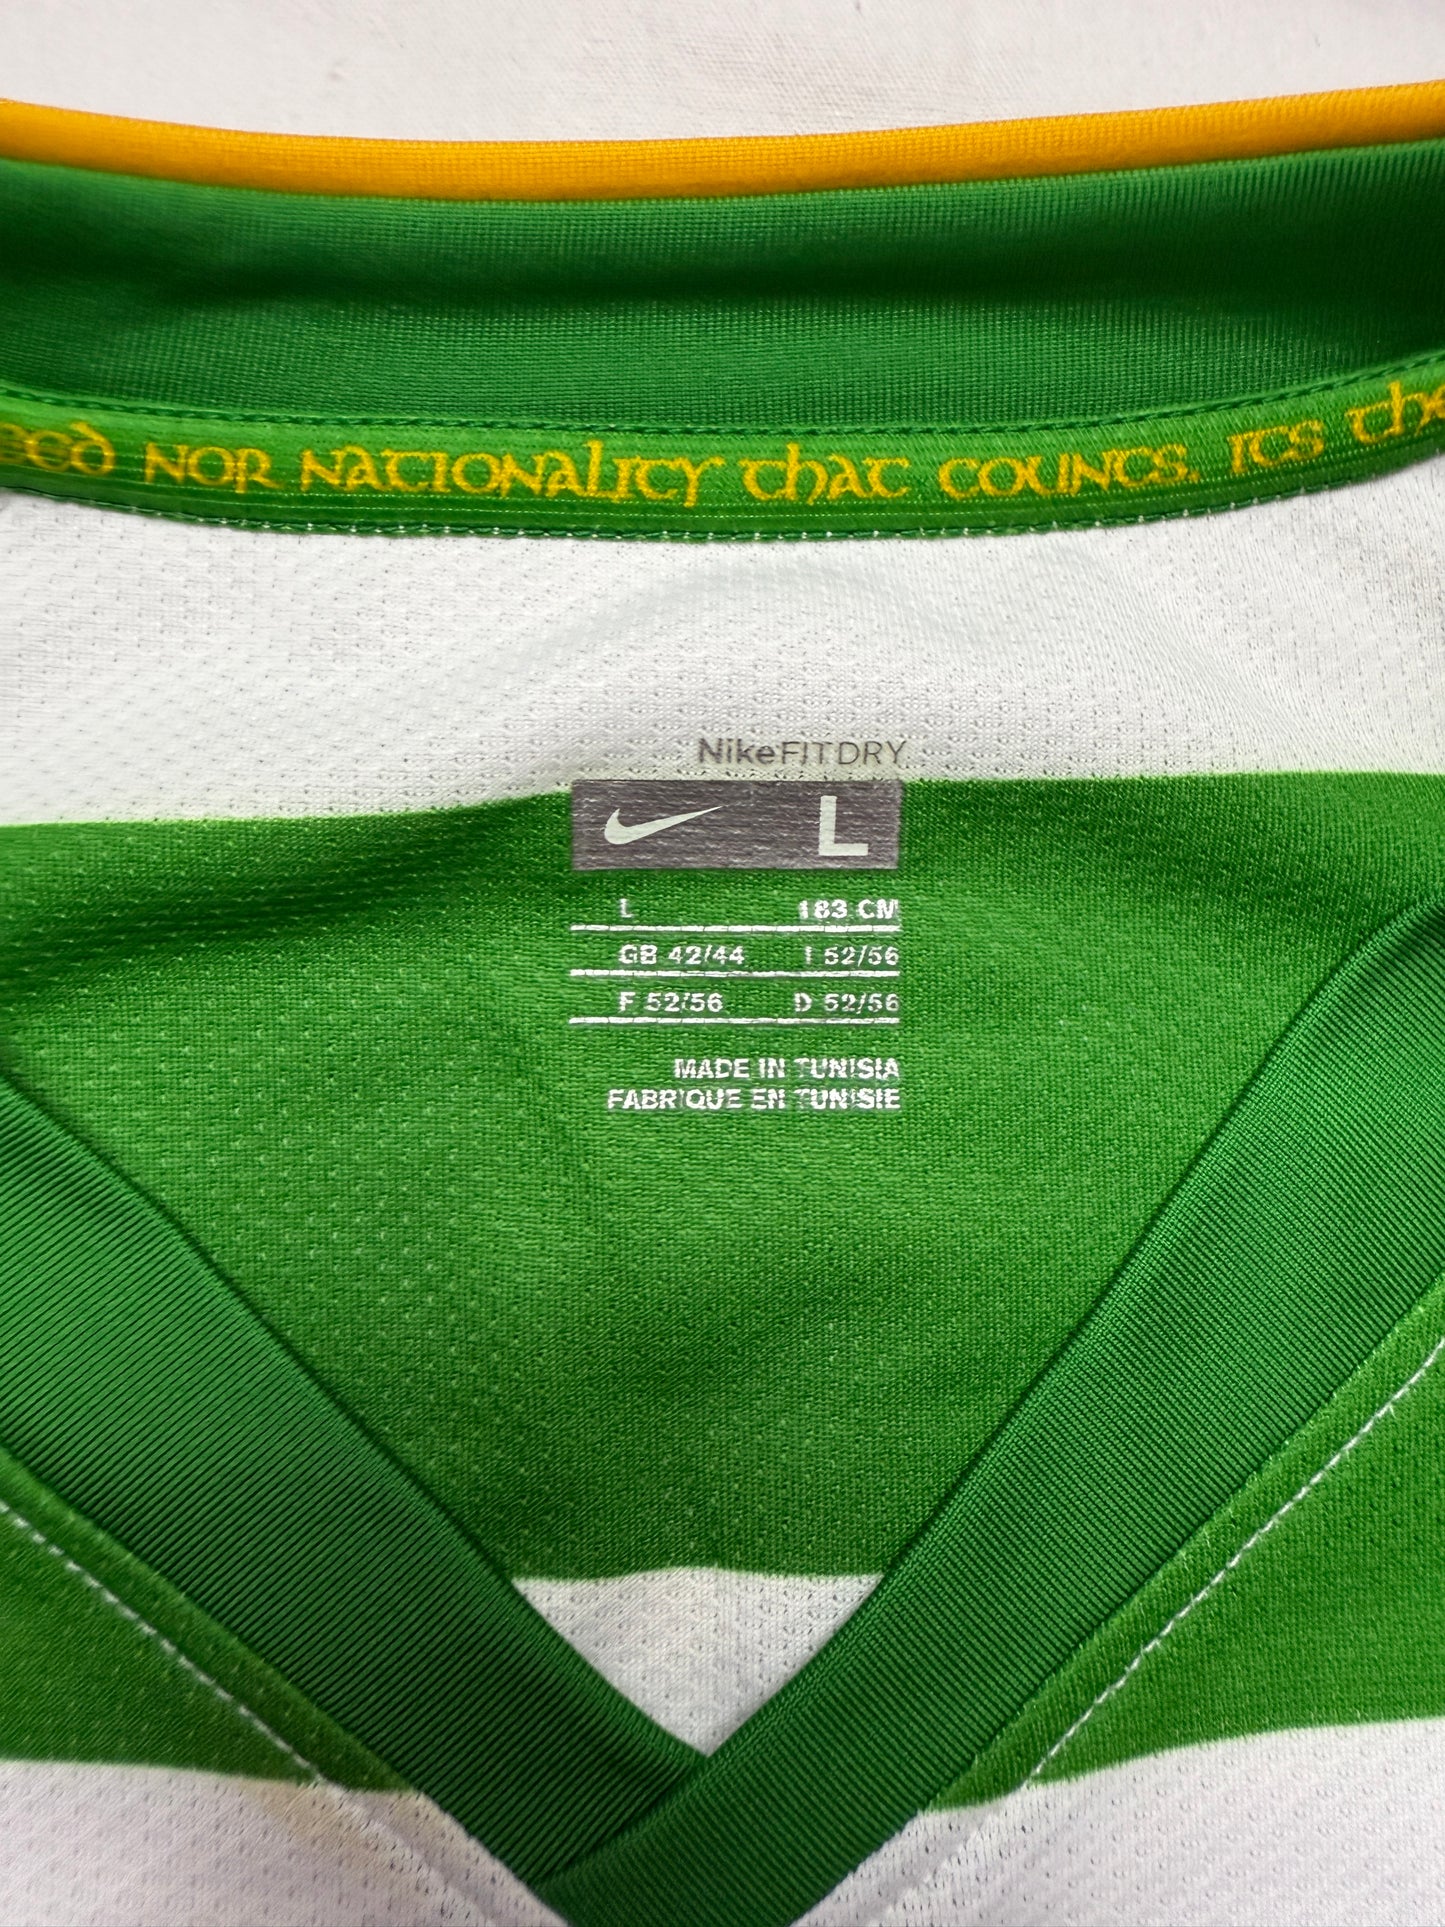 NOR NATIONALITY that COUNTS, ITS the
NikeFITDRY
L
L 183 CM
GB 42/44 I 52/56
F 52/56 D 52/56
MADE IN TUNISIA
FABRIQUE EN TUNISIE